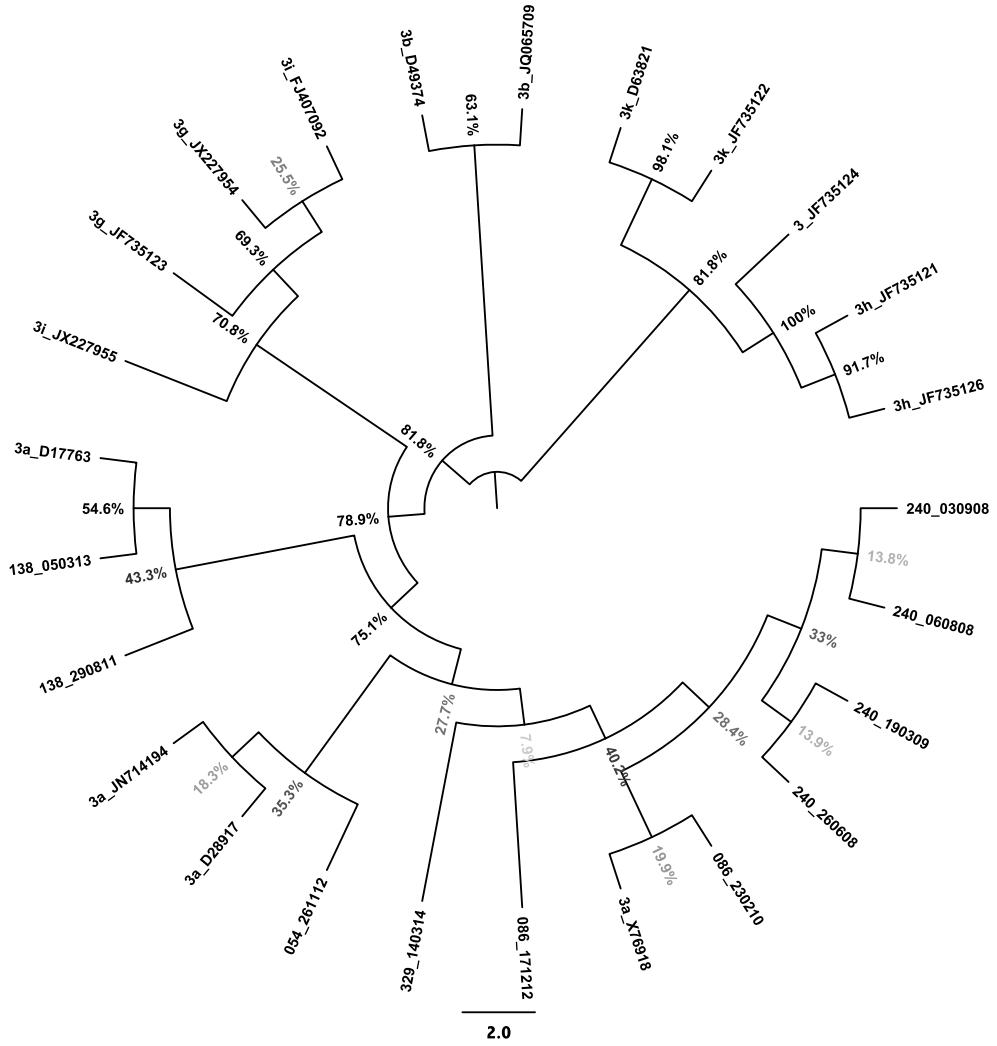 3b_D49374
3b_JQ065709
63.1%
3k_D63821
3k_JF735122
98.1%
81.8%
3_JF735124
100%
3h_JF735121
91.7%
3h_JF735126
3i_FJ407092
25.5%
3g_JX227954
69.3%
3g_JF735123
70.8%
3i_JX227955
81.8%
3a_D17763
54.6%
138_050313
43.3%
138_290811
78.9%
75.1%
3a_JN714194
18.3%
3a_D28917
35.3%
054_261112
27.7%
329_140314
7.9%
086_171212
40.2%
3a_X76918
19.9%
086_230210
28.4%
240_260608
13.9%
240_190309
33%
240_060808
13.8%
240_030908
2.0